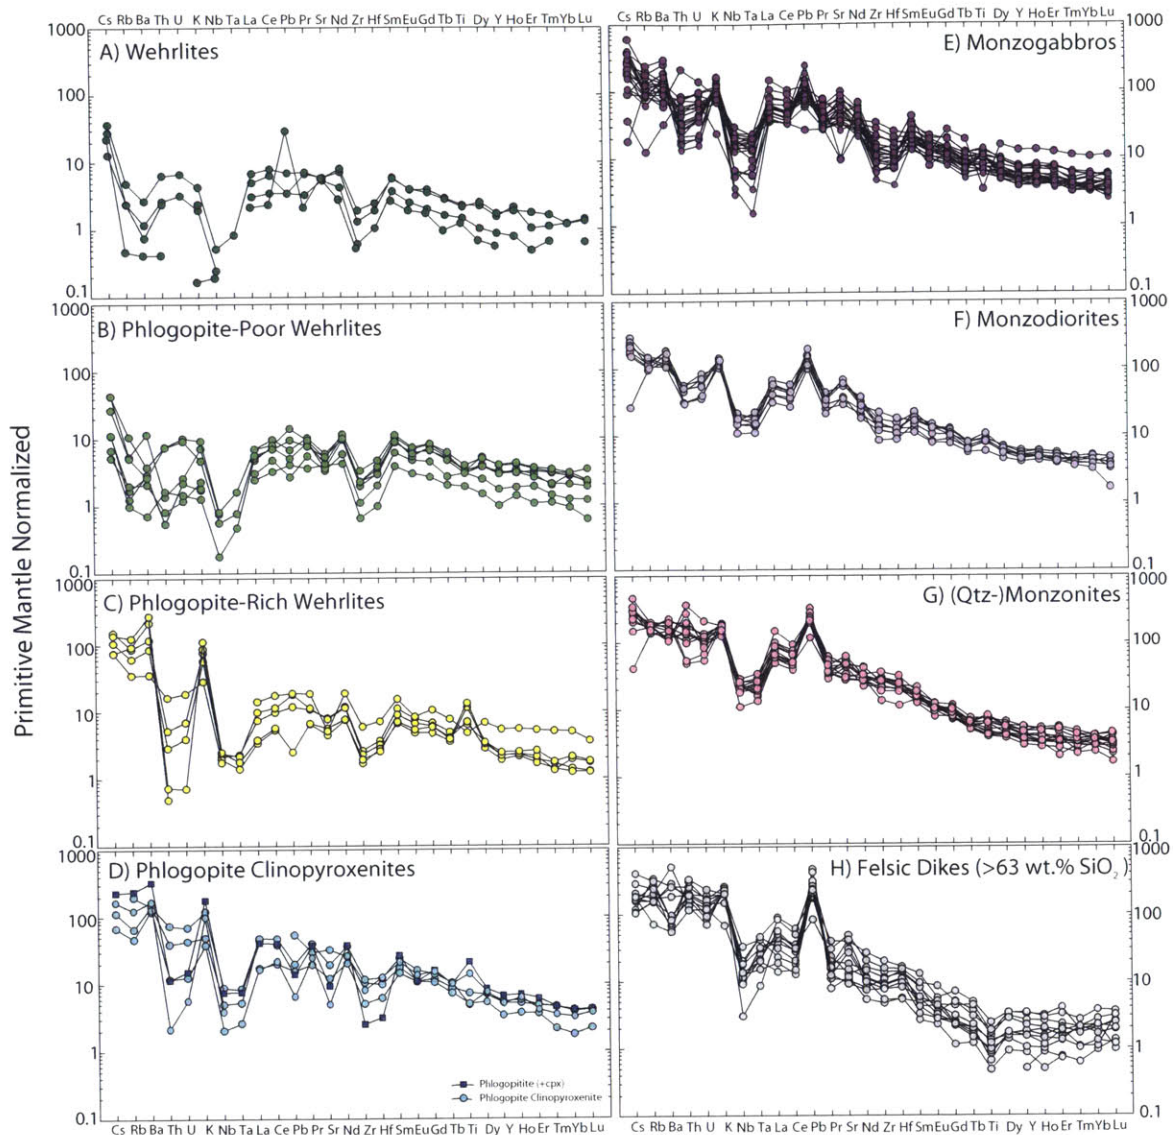 Cs Rb Ba Th U K Nb Ta La Ce Pb Pr Sr Nd Zr Hf Sm Eu Gd Tb Ti Dy Y Ho Er Tm Yb Lu
Cs Rb Ba Th U K Nb Ta La Ce Pb Pr Sr Nd Zr Hf Sm Eu Gd Tb Ti Dy Y Ho Er Tm Yb Lu
Primitive Mantle Normalized
1000
A) Wehrlites
100
10
1
0.1
E) Monzogabbros
1000
100
10
1
0.1
1000
B) Phlogopite-Poor Wehrlites
100
10
1
0.1
F) Monzodiorites
1000
100
10
1
0.1
1000
C) Phlogopite-Rich Wehrlites
100
10
1
0.1
G) (Qtz-)Monzonites
1000
100
10
1
0.1
1000
D) Phlogopite Clinopyroxenites
100
10
1
0.1
Phlogopitite (+cpx)
Phlogopite Clinopyroxenite
H) Felsic Dikes (>63 wt.% SiO2)
1000
100
10
1
0.1
Cs Rb Ba Th U K Nb Ta La Ce Pb Pr Sr Nd Zr Hf Sm Eu Gd Tb Ti Dy Y Ho Er Tm Yb Lu
Cs Rb Ba Th U K Nb Ta La Ce Pb Pr Sr Nd Zr Hf Sm Eu Gd Tb Ti Dy Y Ho Er Tm Yb Lu